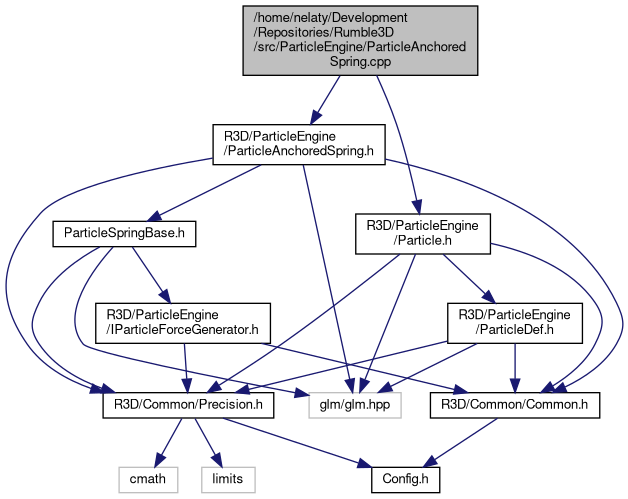 /home/nelaty/Development
/Repositories/Rumble3D
/src/ParticleEngine/ParticleAnchored
Spring.cpp
R3D/ParticleEngine
/ParticleAnchoredSpring.h
ParticleSpringBase.h
R3D/ParticleEngine
/Particle.h
R3D/ParticleEngine
/IParticleForceGenerator.h
R3D/ParticleEngine
/ParticleDef.h
R3D/Common/Precision.h
glm/glm.hpp
R3D/Common/Common.h
cmath
limits
Config.h